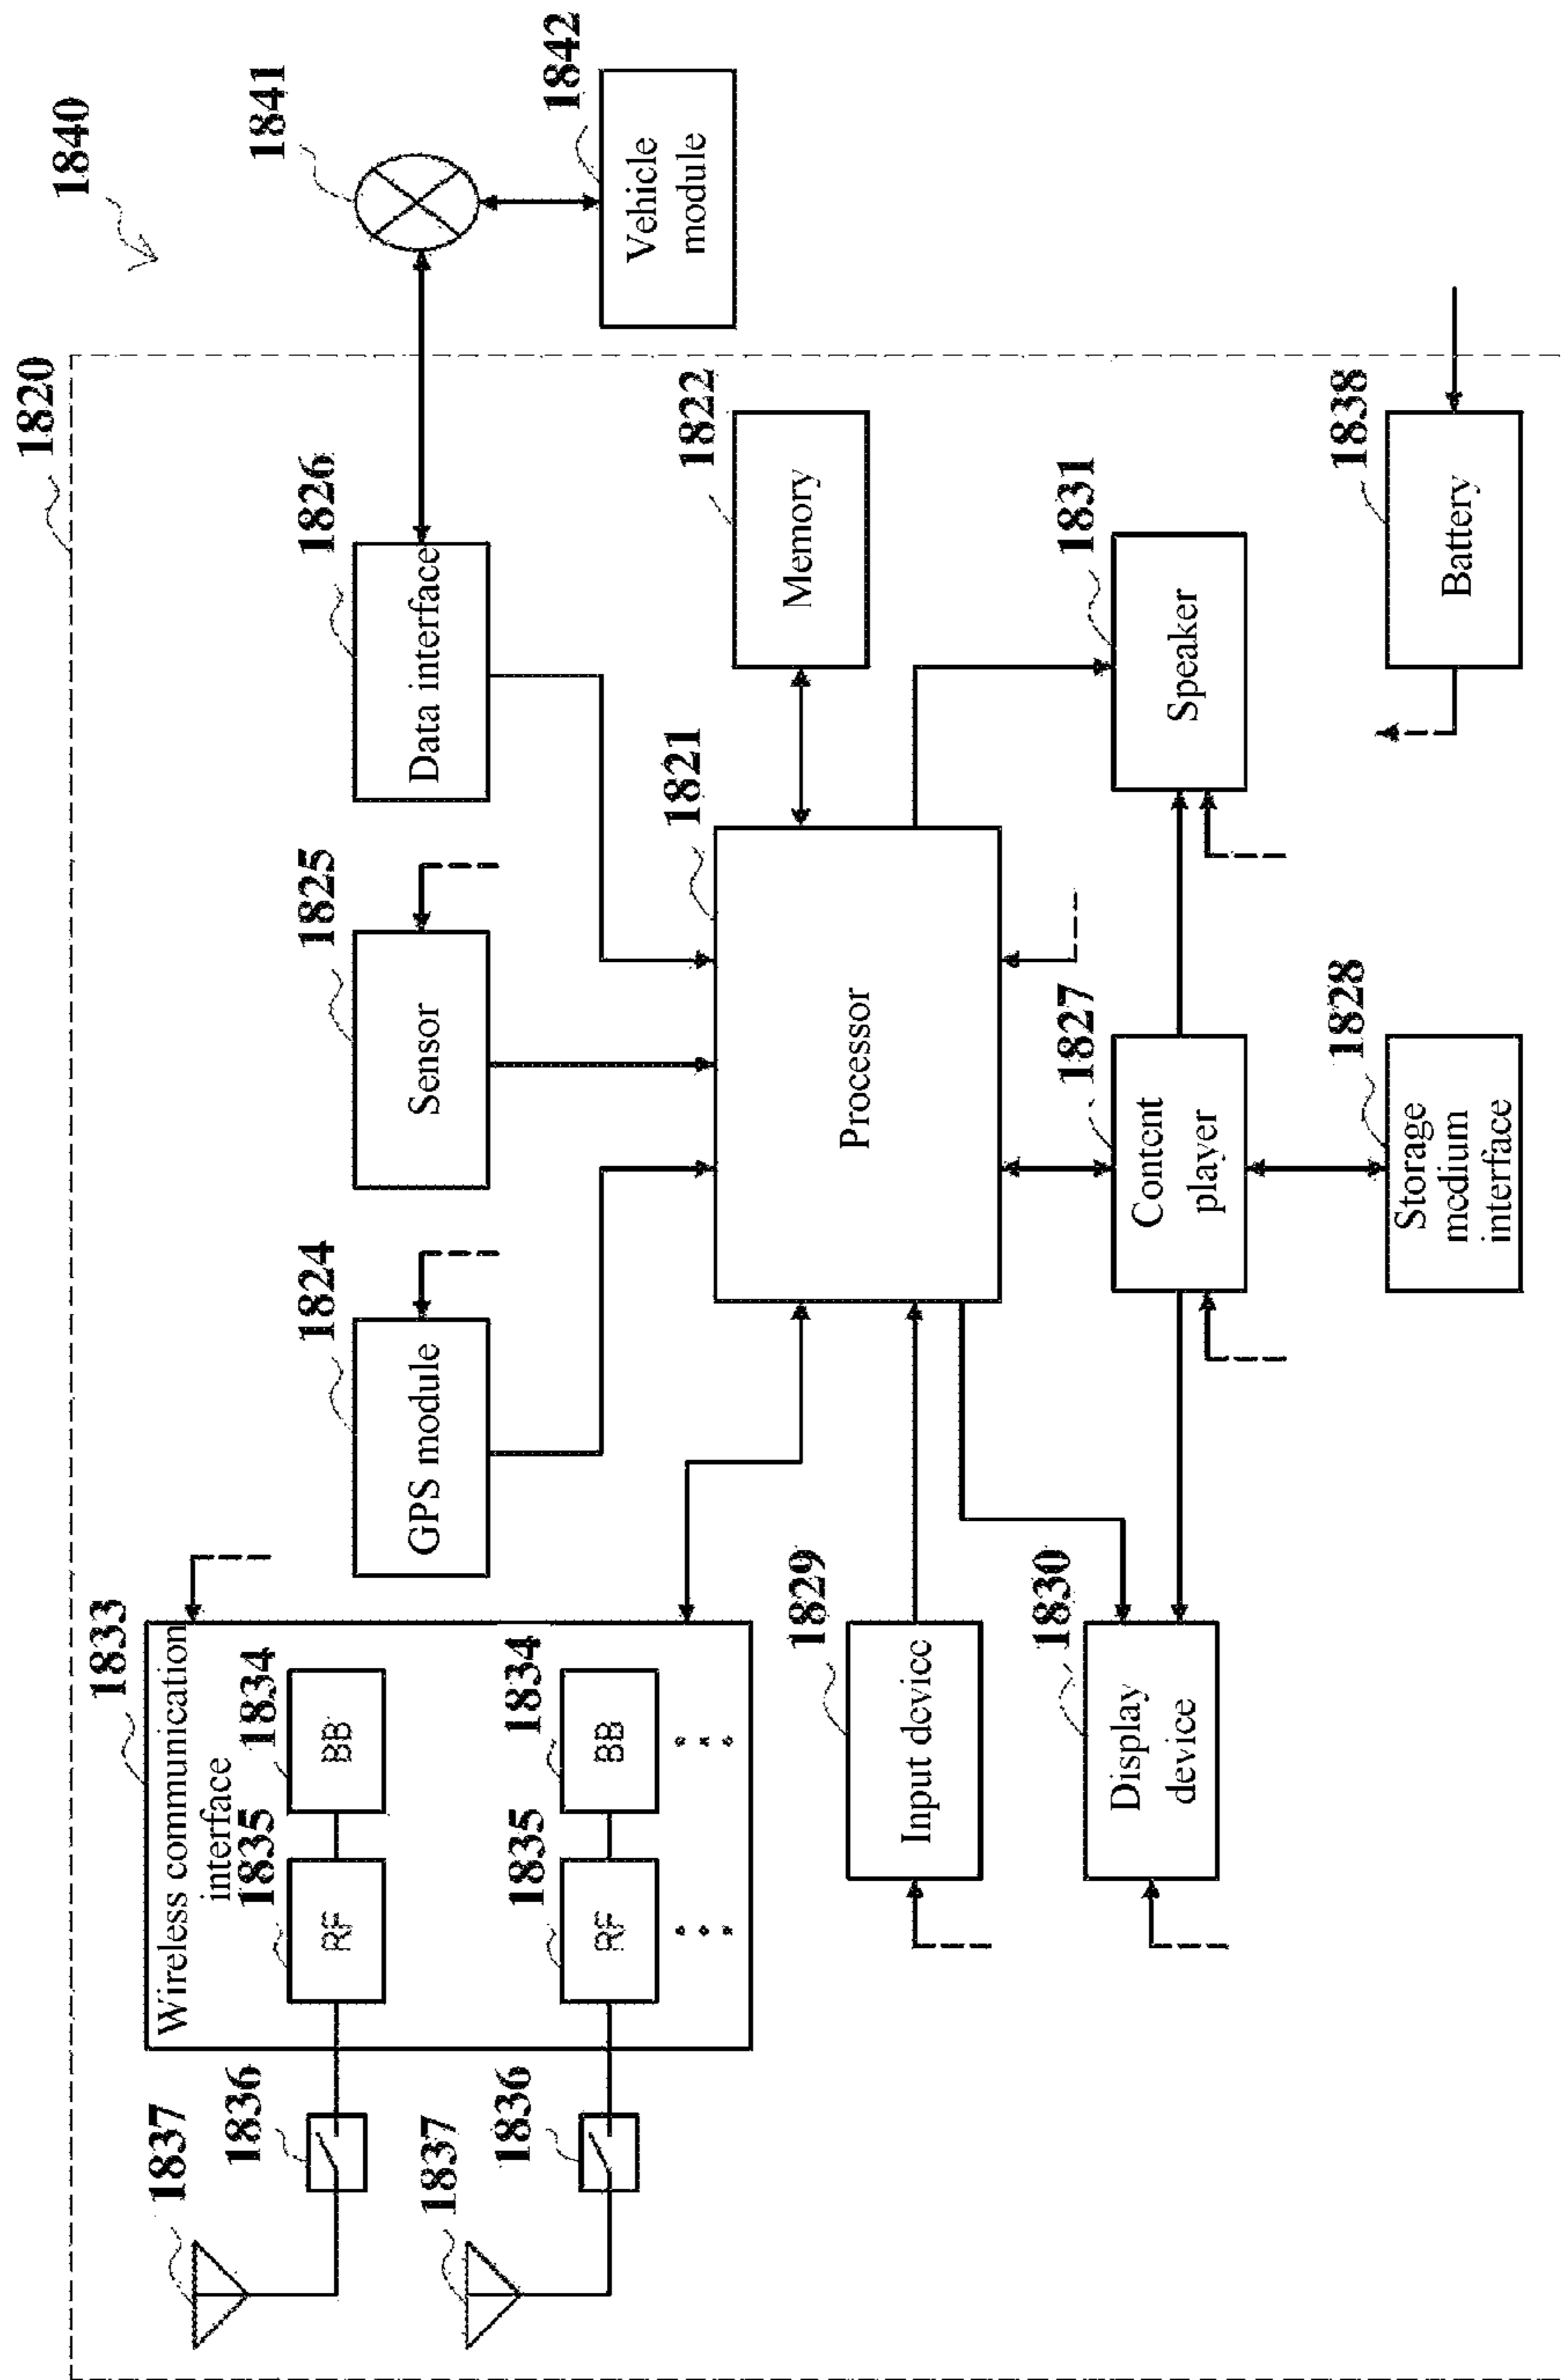 1840
1820
1841
1842
Vehicle
module
1837
1836
1833
Wireless communication
interface
1835
RF
1834
BB
1837
1836
1835
RF
1834
BB
1824
GPS module
1825
Sensor
1826
Data interface
1821
Processor
1822
Memory
1829
Input device
1830
Display
device
1827
Content
player
1831
Speaker
1828
Storage
medium
interface
1838
Battery